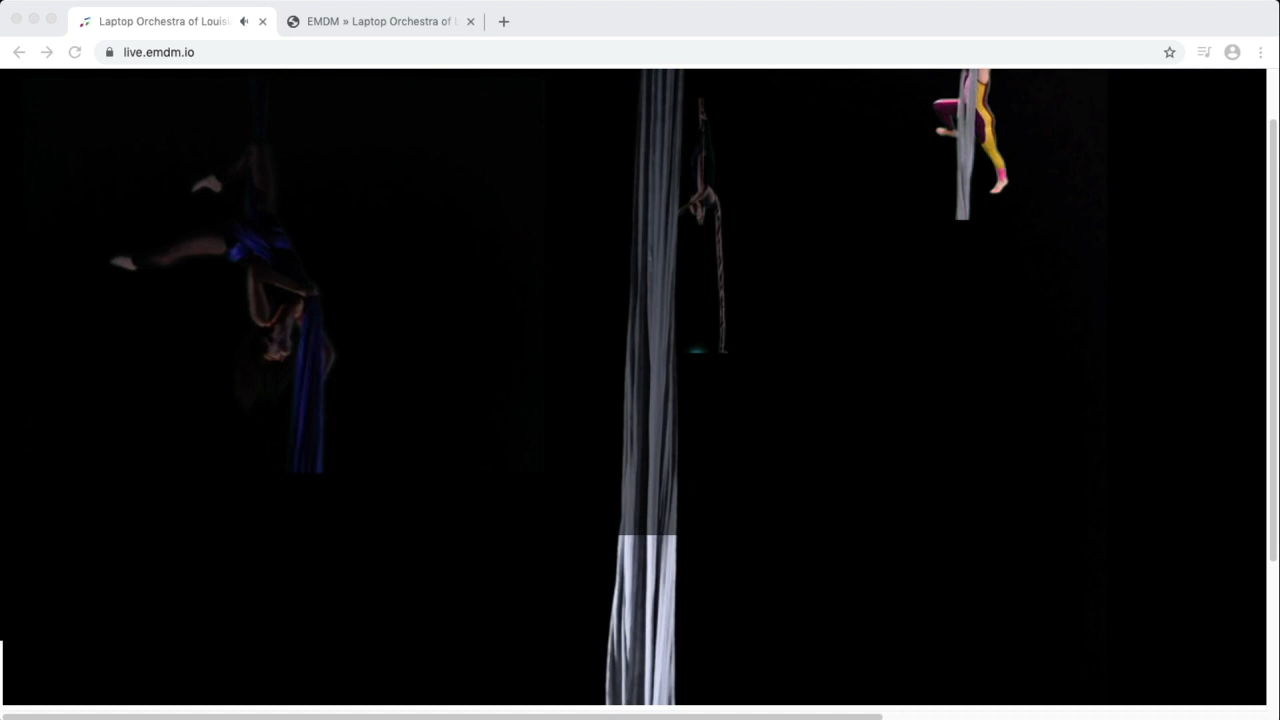 Laptop Orchestra of Louisi
EMDM » Laptop Orchestra of L
live.emdm.io